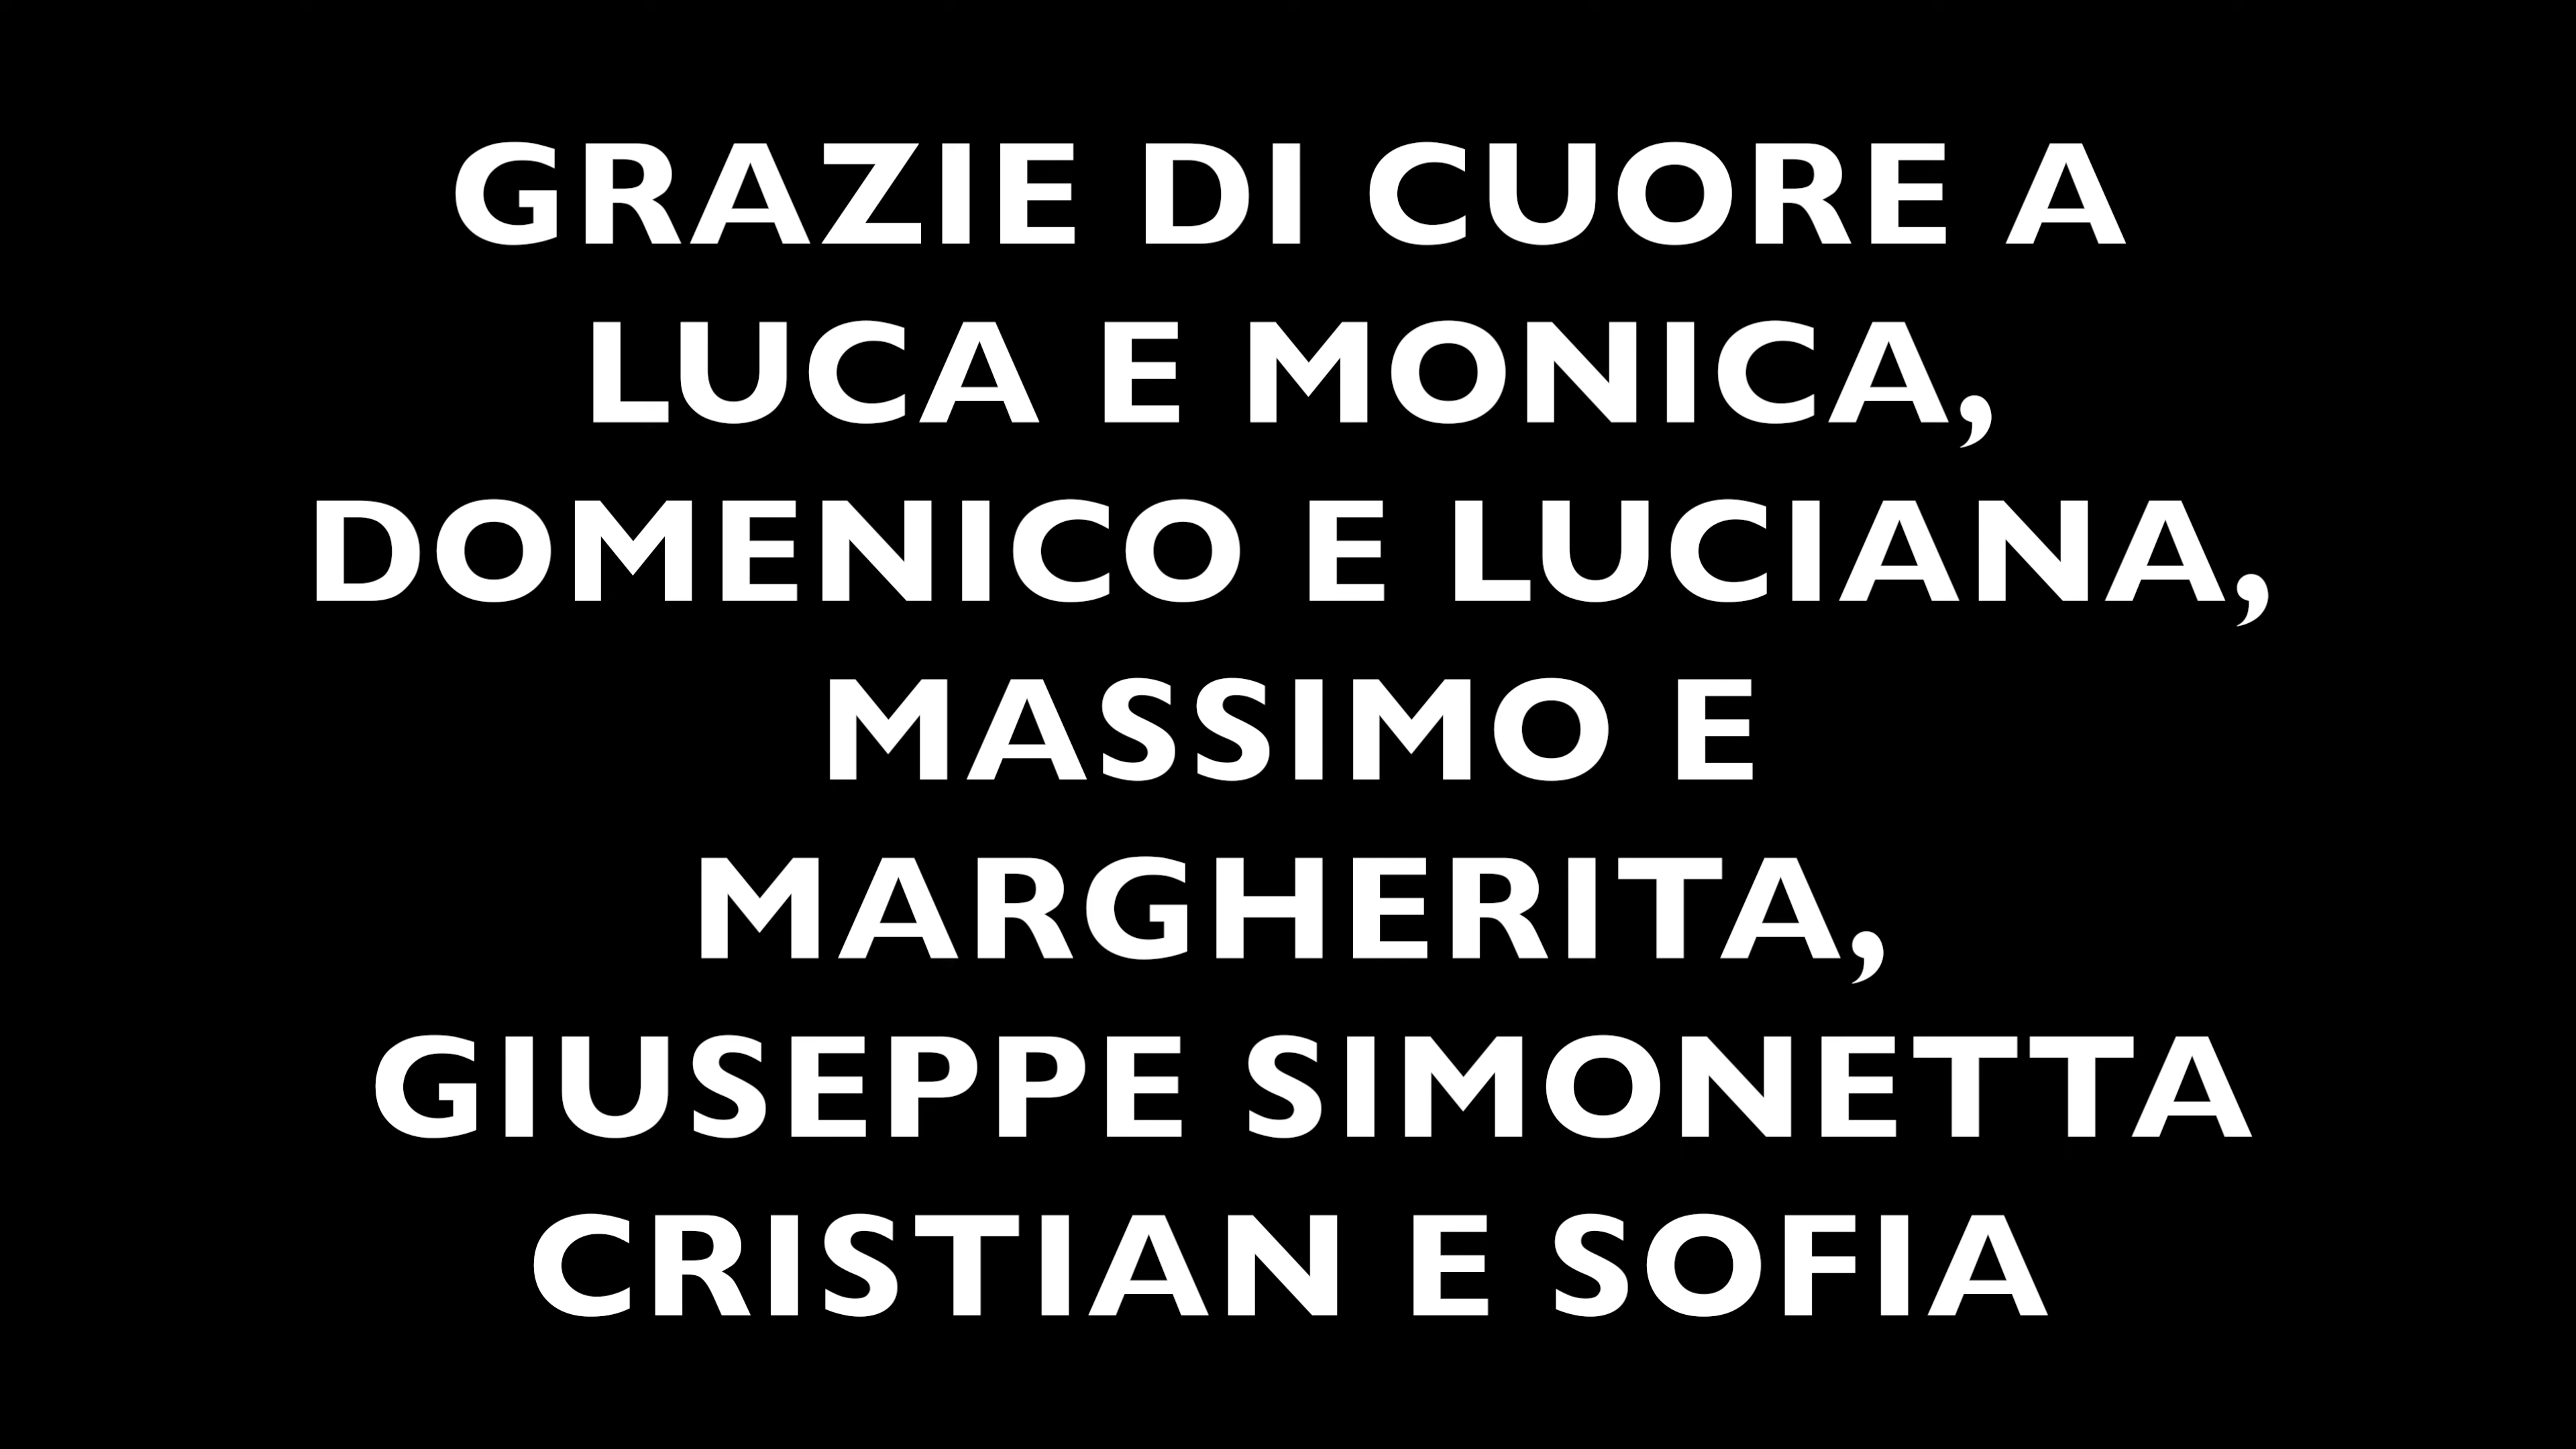 GRAZIE DI CUORE A
LUCA E MONICA,
DOMENICO E LUCIANA,
MASSIMO E
MARGHERITA,
GIUSEPPE SIMONETTA
CRISTIAN E SOFIA